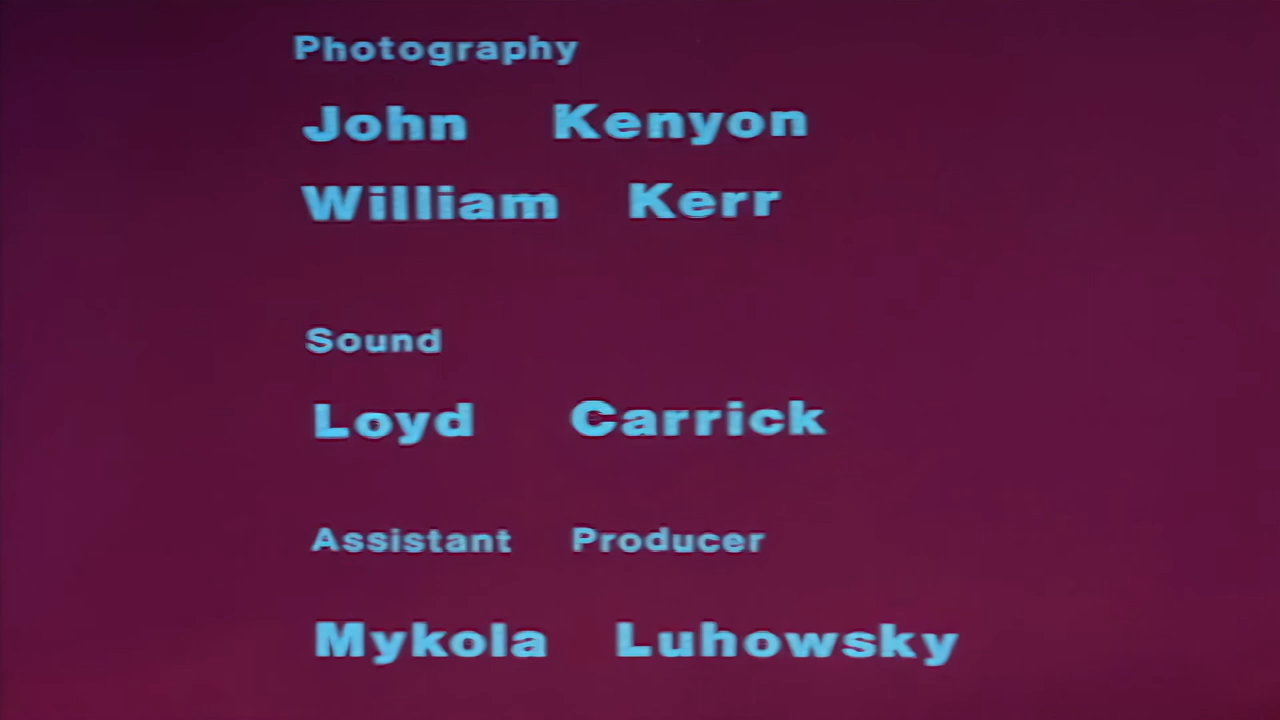 Photography
John Kenyon
William Kerr
Sound
Loyd Carrick
Assistant Producer
Mykola Luhowsky